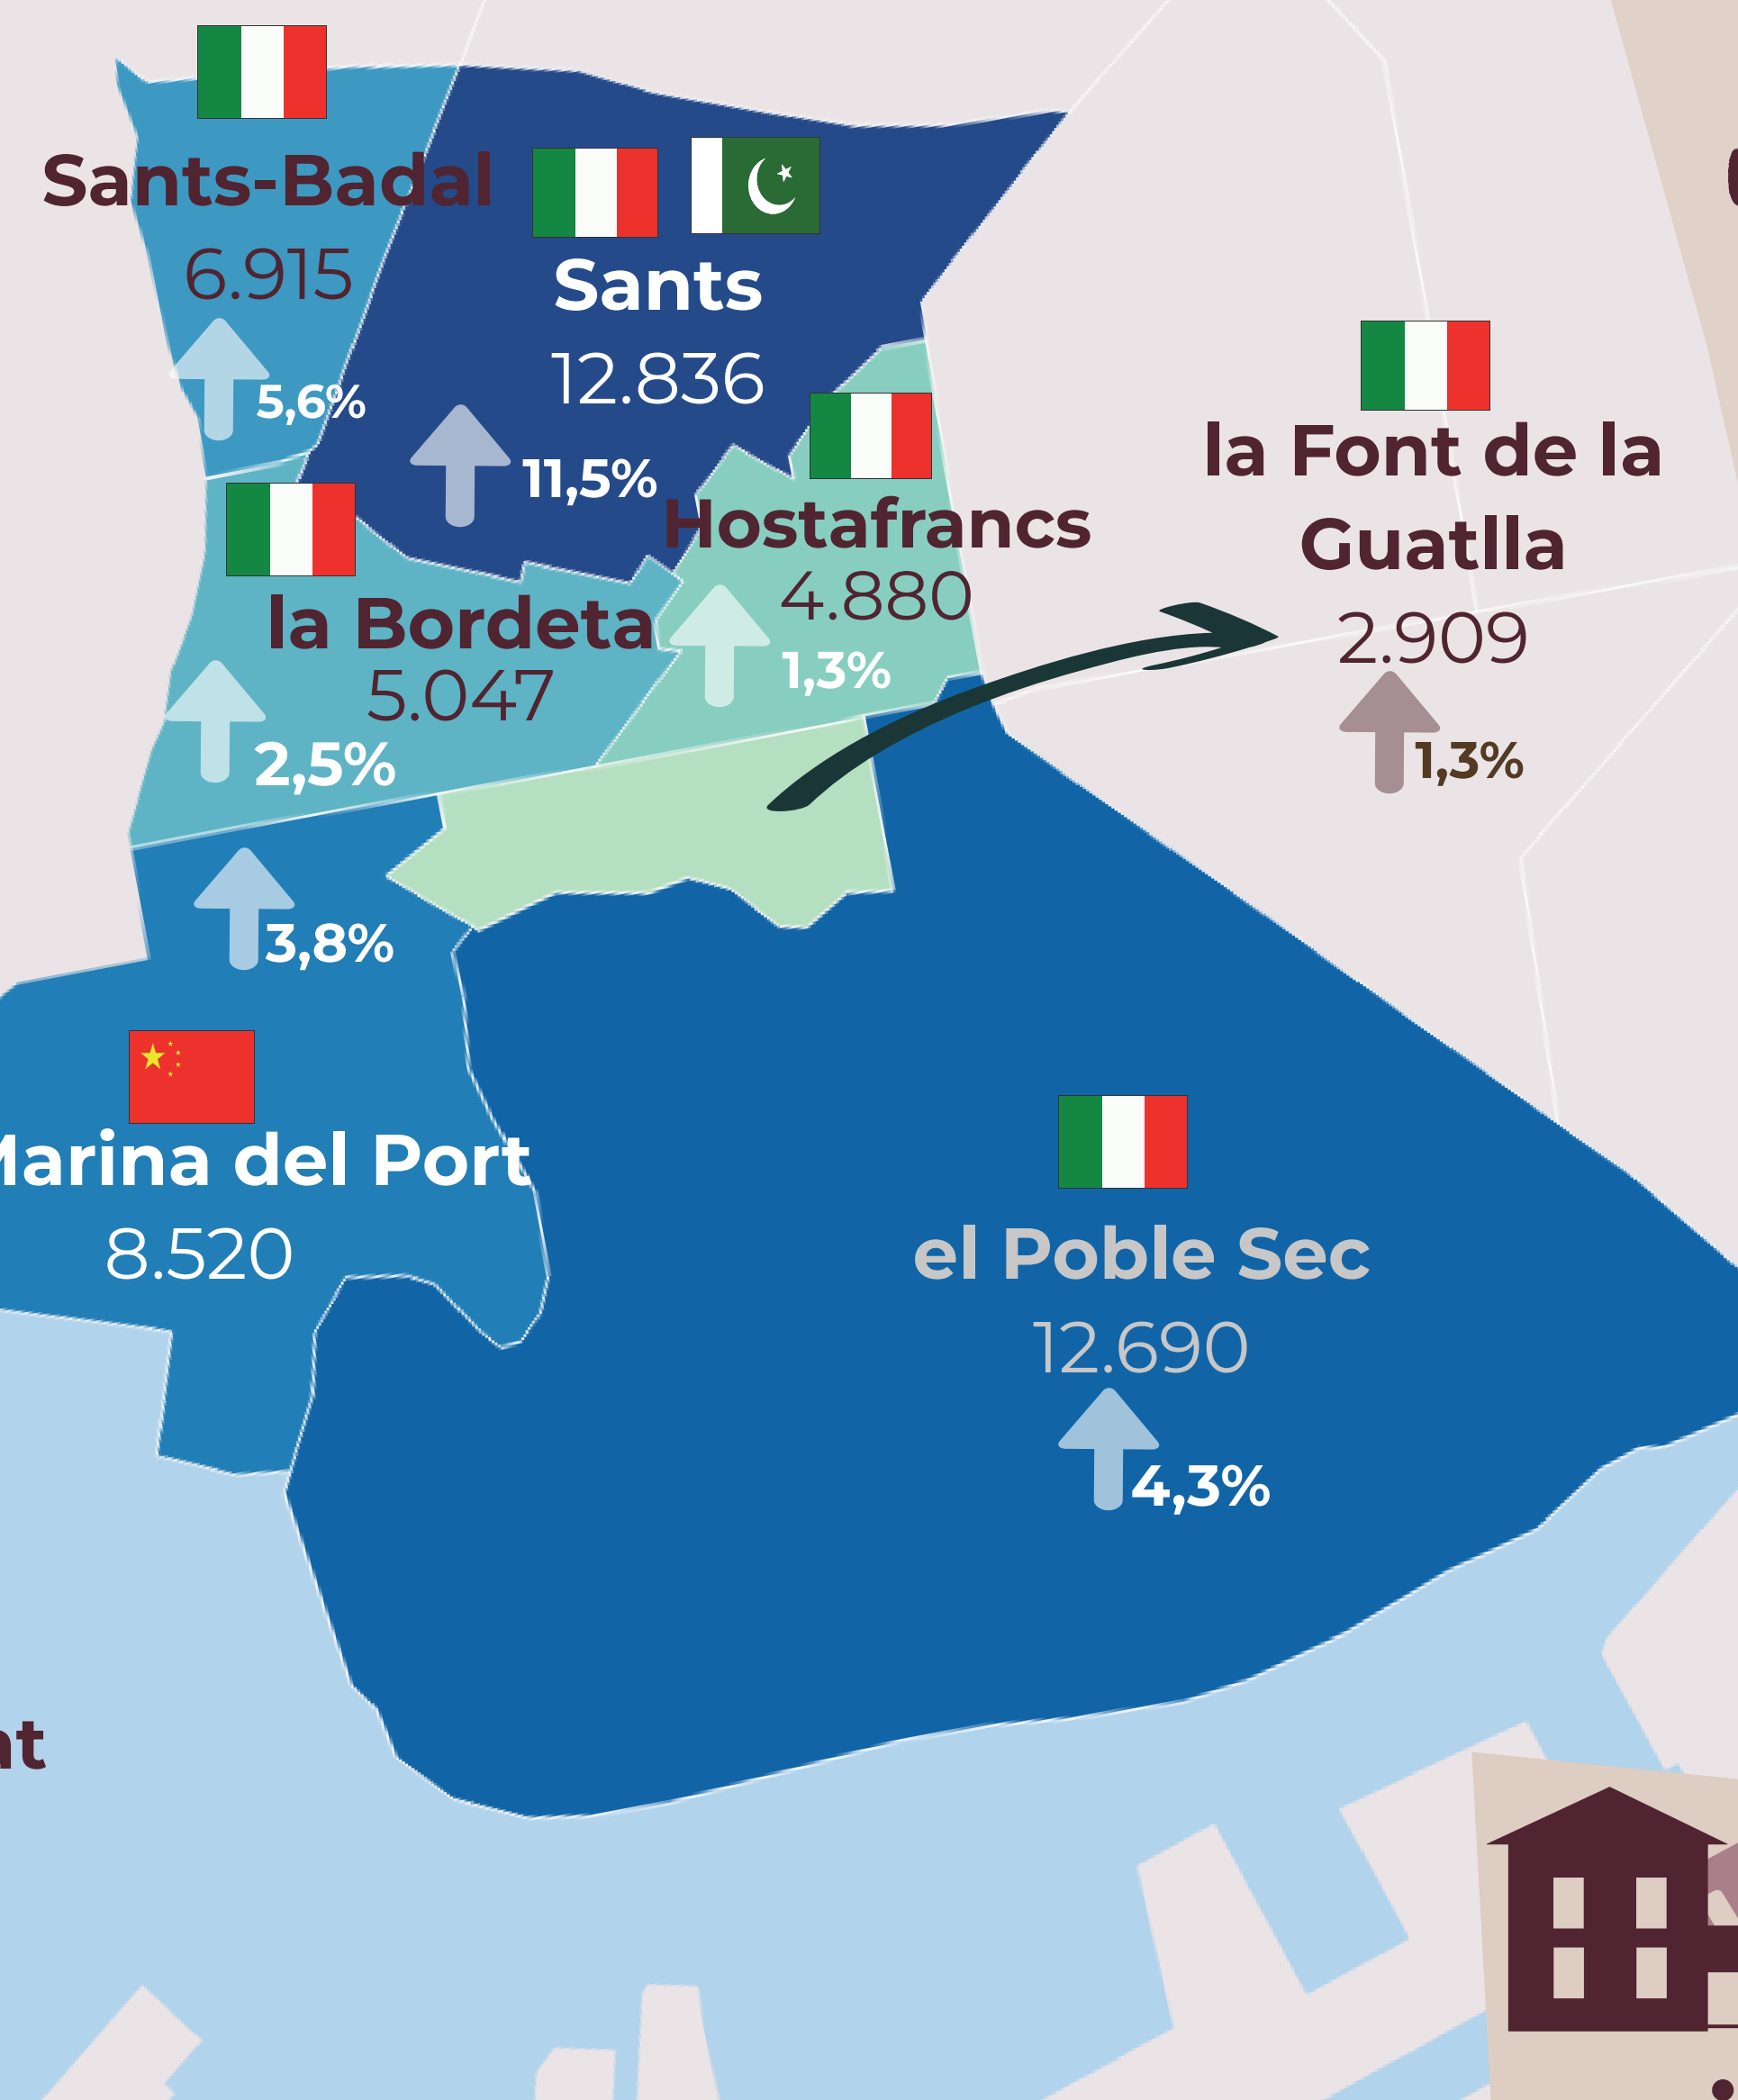 Sants-Badal
6.915
5,6%
Sants
12.836
11,5%
Hostafrancs
4.880
1,3%
la Font de la
Guatlla
2.909
1,3%
la Bordeta
5.047
2,5%
3,8%
Marina del Port
8.520
el Poble Sec
12.690
4,3%